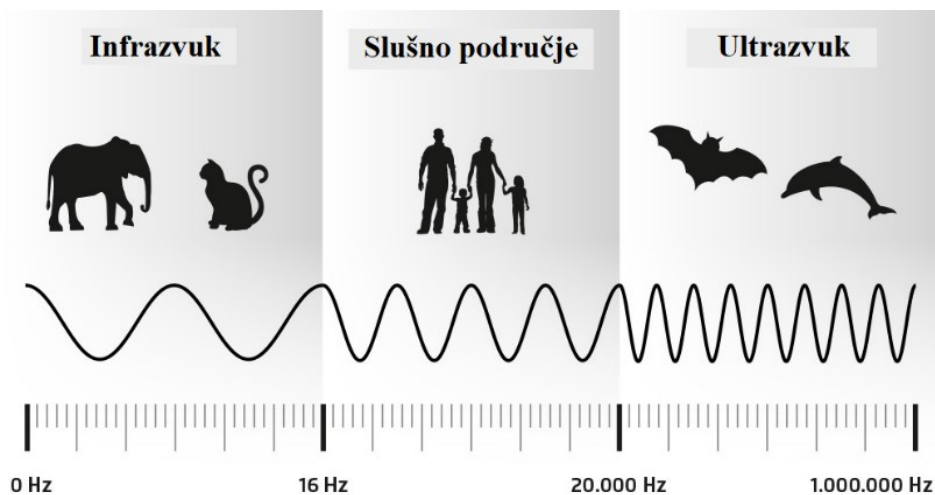 Infrazvuk
Slušno područje
Ultrazvuk
0 Hz
16 Hz
20.000 Hz
1.000.000 Hz